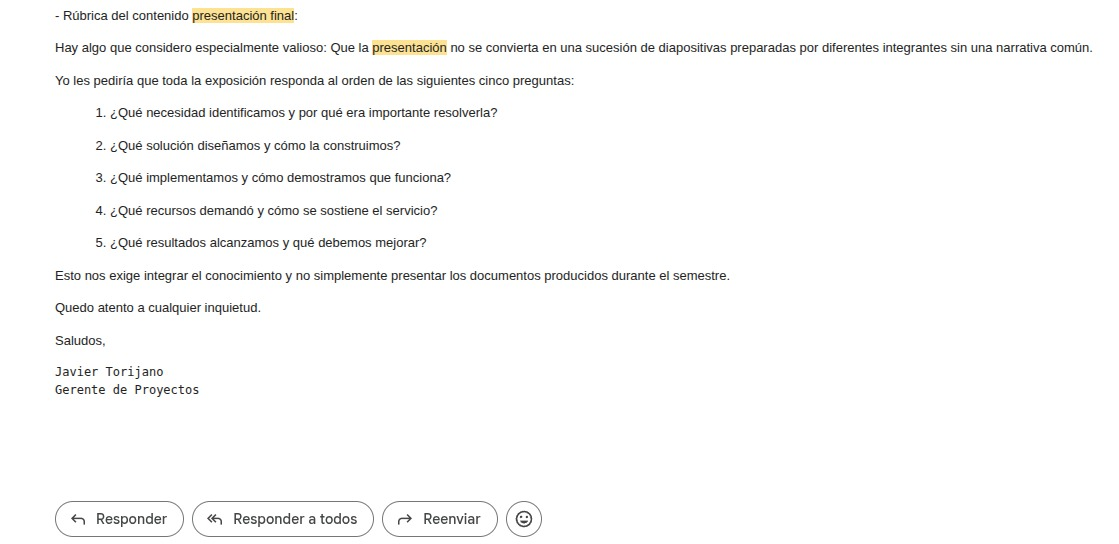 - Rúbrica del contenido presentación final:
Hay algo que considero especialmente valioso: Que la presentación no se convierta en una sucesión de diapositivas preparadas por diferentes integrantes sin una narrativa común.
Yo les pediría que toda la exposición responda al orden de las siguientes cinco preguntas:
1. ¿Qué necesidad identificamos y por qué era importante resolverla?
2. ¿Qué solución diseñamos y cómo la construimos?
3. ¿Qué implementamos y cómo demostramos que funciona?
4. ¿Qué recursos demandó y cómo se sostiene el servicio?
5. ¿Qué resultados alcanzamos y qué debemos mejorar?
Esto nos exige integrar el conocimiento y no simplemente presentar los documentos producidos durante el semestre.
Quedo atento a cualquier inquietud.
Saludos,
Javier Torijano
Gerente de Proyectos
Responder Responder a todos Reenviar